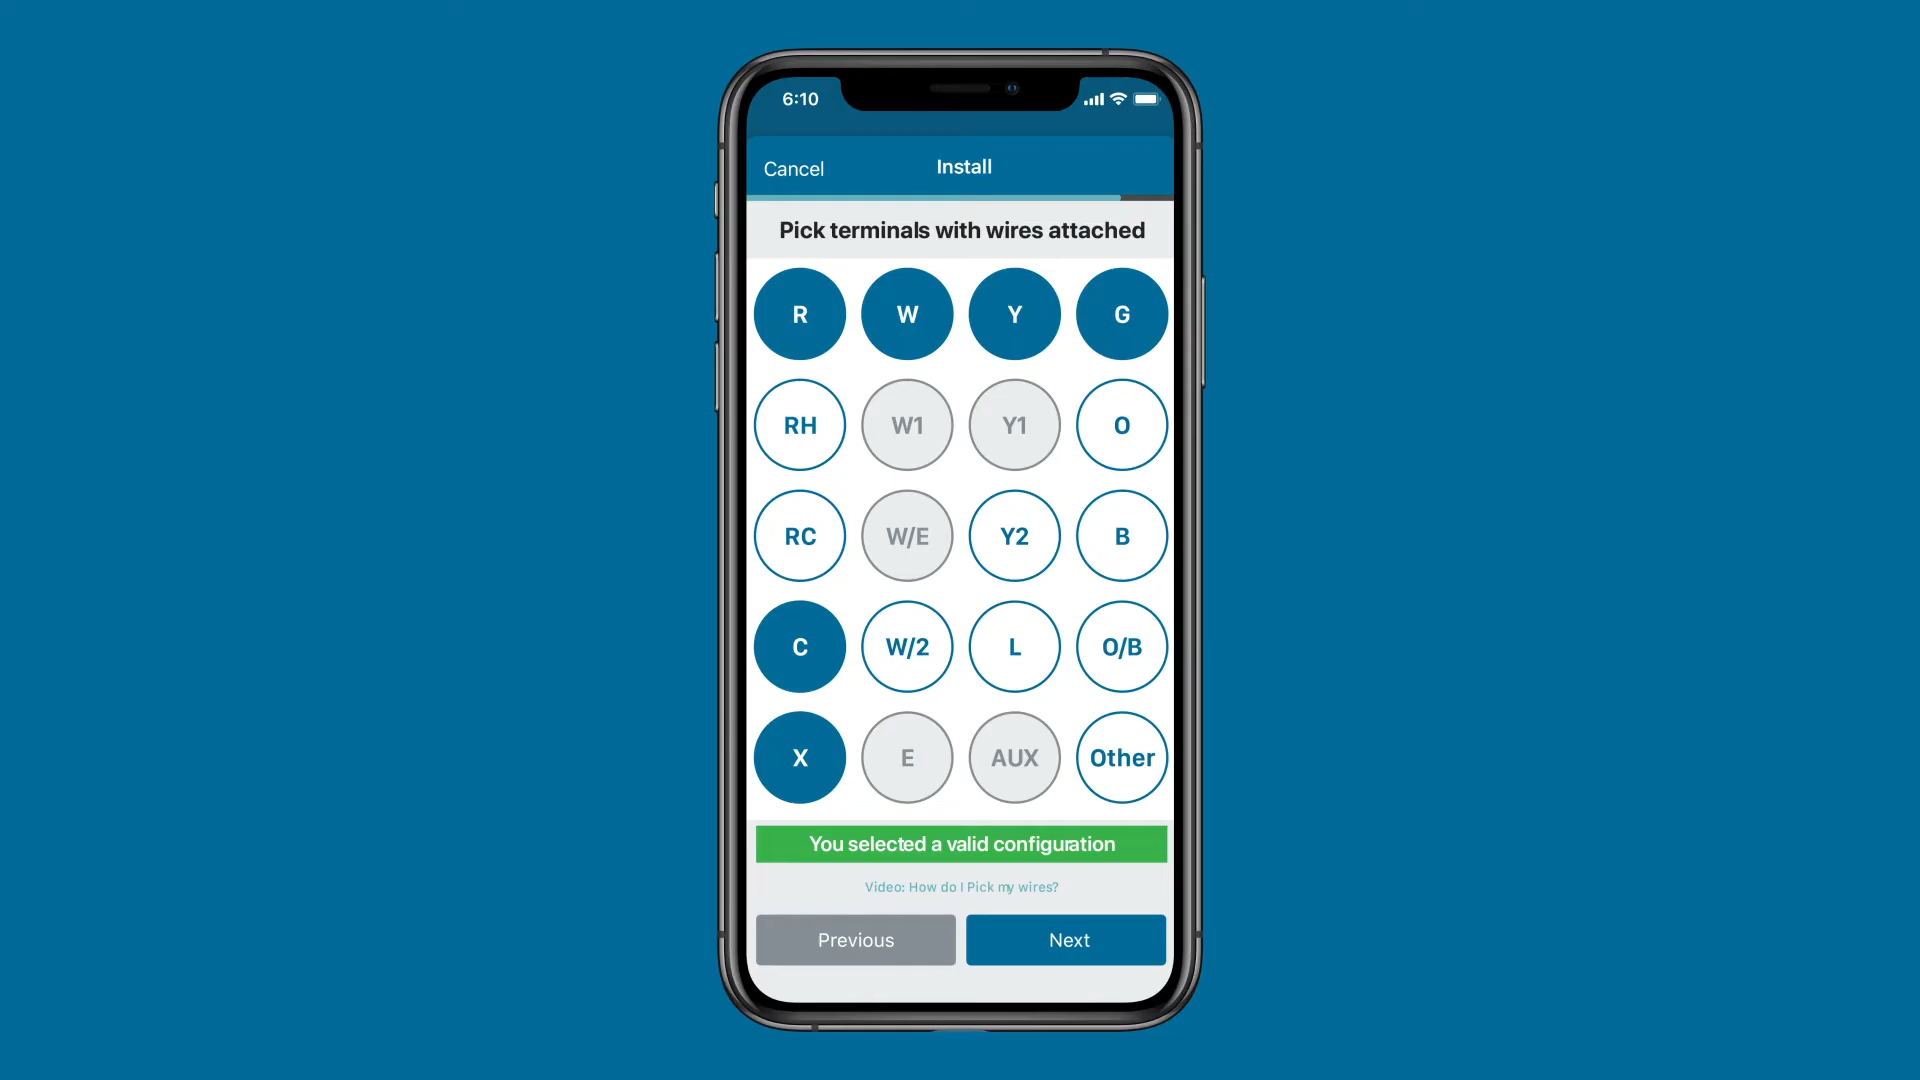 6:10
Cancel
Install
Pick terminals with wires attached
R W Y G
RH W1 Y1 O
RC W/E Y2 B
C W/2 L O/B
X E AUX Other
You selected a valid configuration
Video: How do I Pick my wires?
Previous
Next